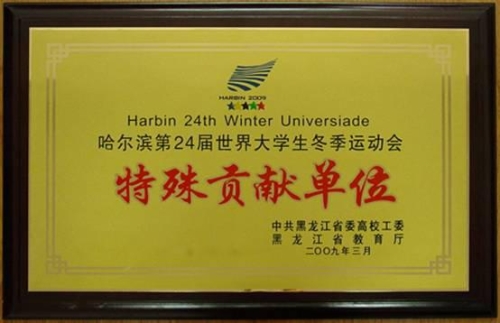 HARBIN 2009
Harbin 24th Winter Universiade
哈尔滨第24届世界大学生冬季运动会
特殊贡献单位
中共黑龙江省委高校工委
黑龙江省教育厅
二〇〇九年三月